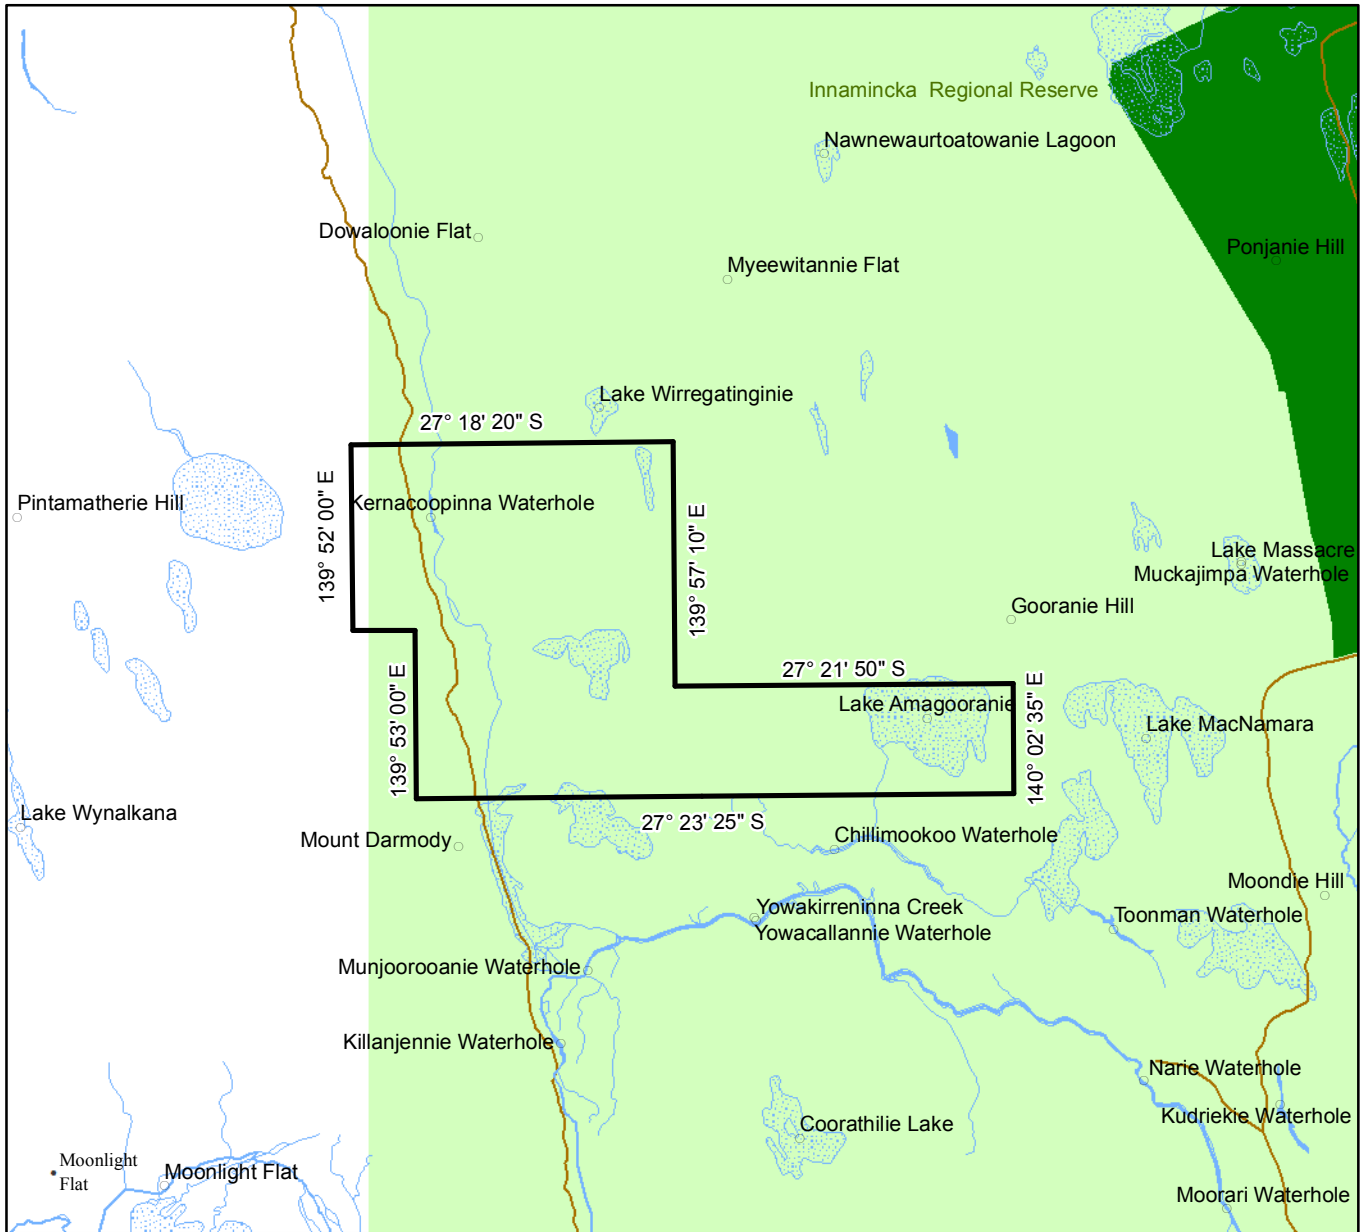 Innamincka  Regional Reserve
Nawnewaurtoatowanie Lagoon
Dowaloonie Flat
Ponjanie Hill
Myeewitannie Flat
Lake Wirregatinginie
27° 18' 20" S
Pintamatherie Hill
Kernacoopinna Waterhole
139° 52' 00" E
139° 57' 10" E
Lake Massacre
Muckajimpa Waterhole
Gooranie Hill
27° 21' 50" S
Lake Amagooranie
140° 02' 35" E
Lake MacNamara
139° 53' 00" E
Lake Wynalkana
27° 23' 25" S
Mount Darmody
Chillimookoo Waterhole
Moondie Hill
Yowakirreninna Creek
Toonman Waterhole
Yowacallannie Waterhole
Munjoorooanie Waterhole
Killanjennie Waterhole
Narie Waterhole
Kudriekie Waterhole
Coorathilie Lake
Moonlight
Flat
Moonlight Flat
Moorari Waterhole